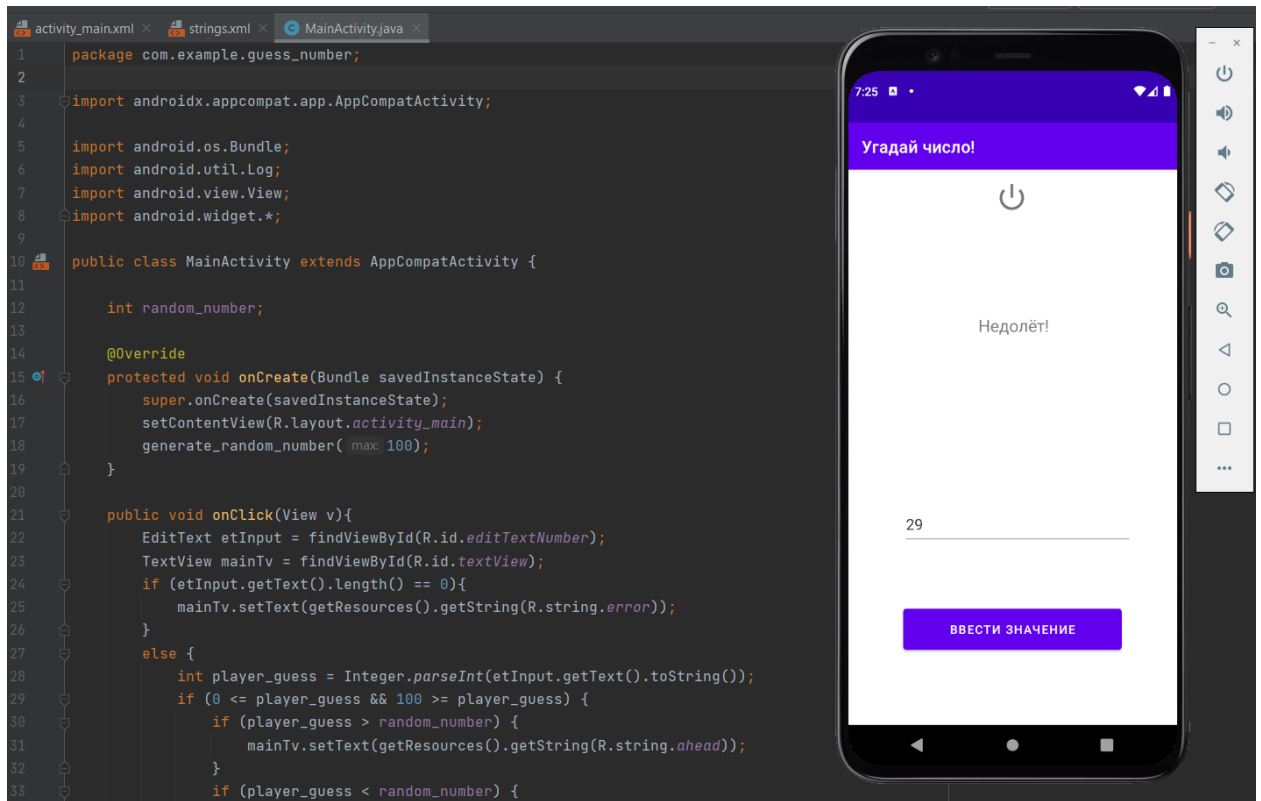 activity_main.xml strings.xml MainActivity.java
1 package com.example.guess_number;
2
3 import androidx.appcompat.app.AppCompatActivity;
4
5 import android.os.Bundle;
6 import android.util.Log;
7 import android.view.View;
8 import android.widget.*;
9
10 public class MainActivity extends AppCompatActivity {
11
12 int random_number;
13
14 @Override
15 protected void onCreate(Bundle savedInstanceState) {
16 super.onCreate(savedInstanceState);
17 setContentView(R.layout.activity_main);
18 generate_random_number( max: 100);
19 }
20
21 public void onClick(View v){
22 EditText etInput = findViewById(R.id.editTextNumber);
23 TextView mainTv = findViewById(R.id.textView);
24 if (etInput.getText().length() == 0){
25 mainTv.setText(getResources().getString(R.string.error));
26 }
27 else {
28 int player_guess = Integer.parseInt(etInput.getText().toString());
29 if (0 <= player_guess && 100 >= player_guess) {
30 if (player_guess > random_number) {
31 mainTv.setText(getResources().getString(R.string.ahead));
32 }
33 if (player_guess < random_number) {
7:25
Угадай число!
Недолёт!
29
ВВЕСТИ ЗНАЧЕНИЕ